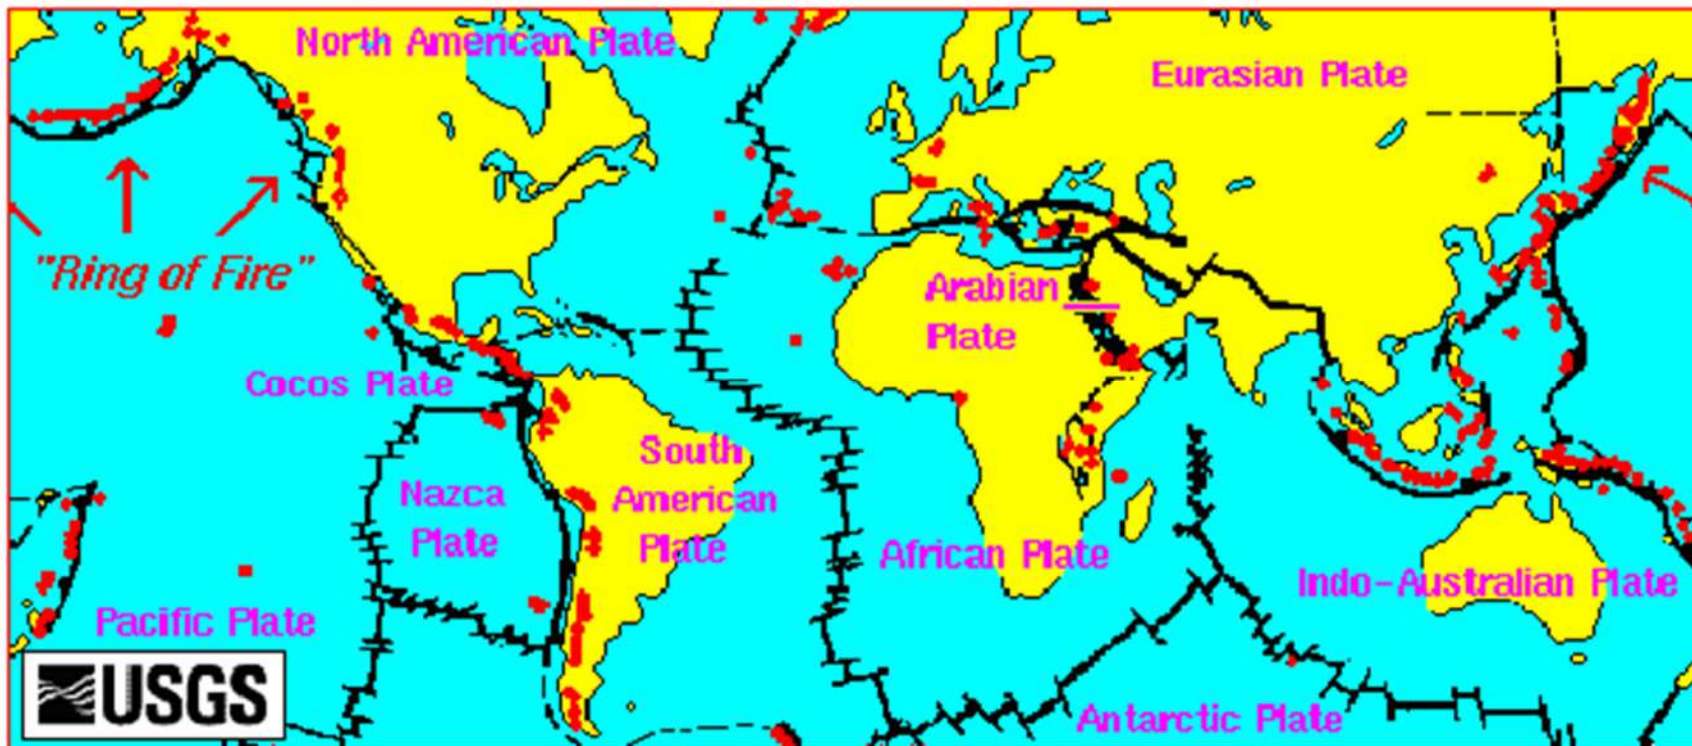 North American Plate
Eurasian Plate
"Ring of Fire"
Arabian
Plate
Cocos Plate
South
American
Plate
Nazca
Plate
African Plate
Indo-Australian Plate
Pacific Plate
USGS
Antarctic Plate